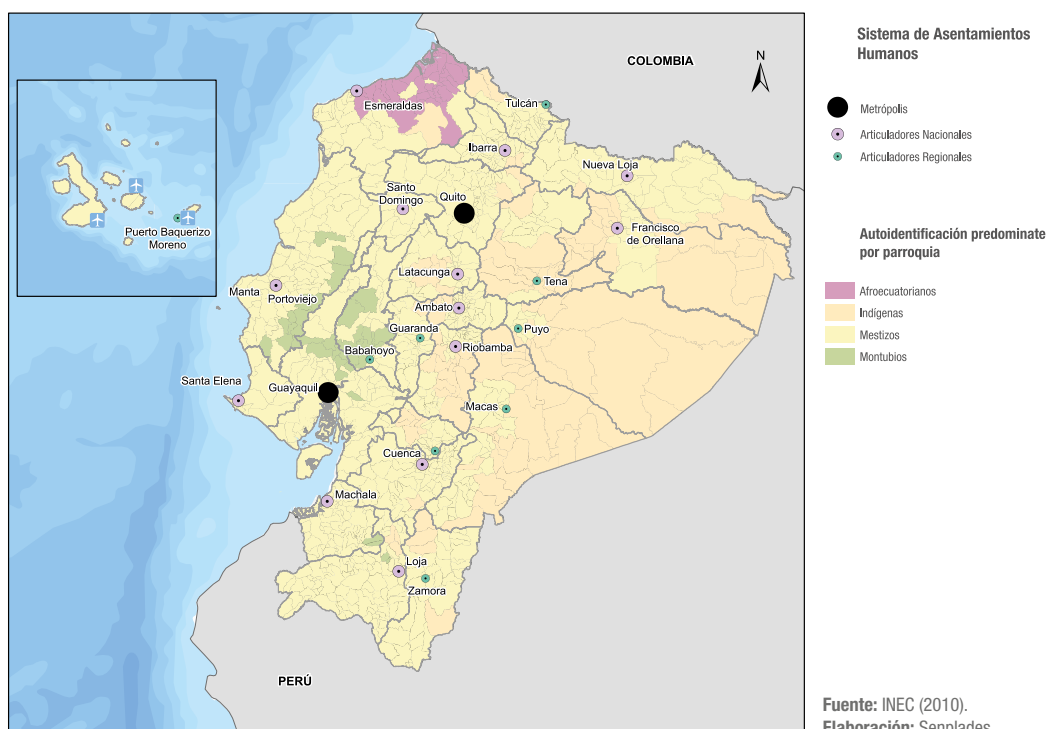 COLOMBIA
N
Esmeraldas
Tulcán
Ibarra
Nueva Loja
Santo
Domingo
Quito
Francisco
de Orellana
Puerto Baquerizo
Moreno
Latacunga
Tena
Manta
Portoviejo
Ambato
Guaranda
Puyo
Babahoyo
Riobamba
Santa Elena
Guayaquil
Macas
Cuenca
Machala
Loja
Zamora
PERÚ
Sistema de Asentamientos
Humanos
Metrópolis
Articuladores Nacionales
Articuladores Regionales
Autoidentificación predominate
por parroquia
Afroecuatorianos
Indígenas
Mestizos
Montubios
Fuente: INEC (2010).
Elaboración: Senplades